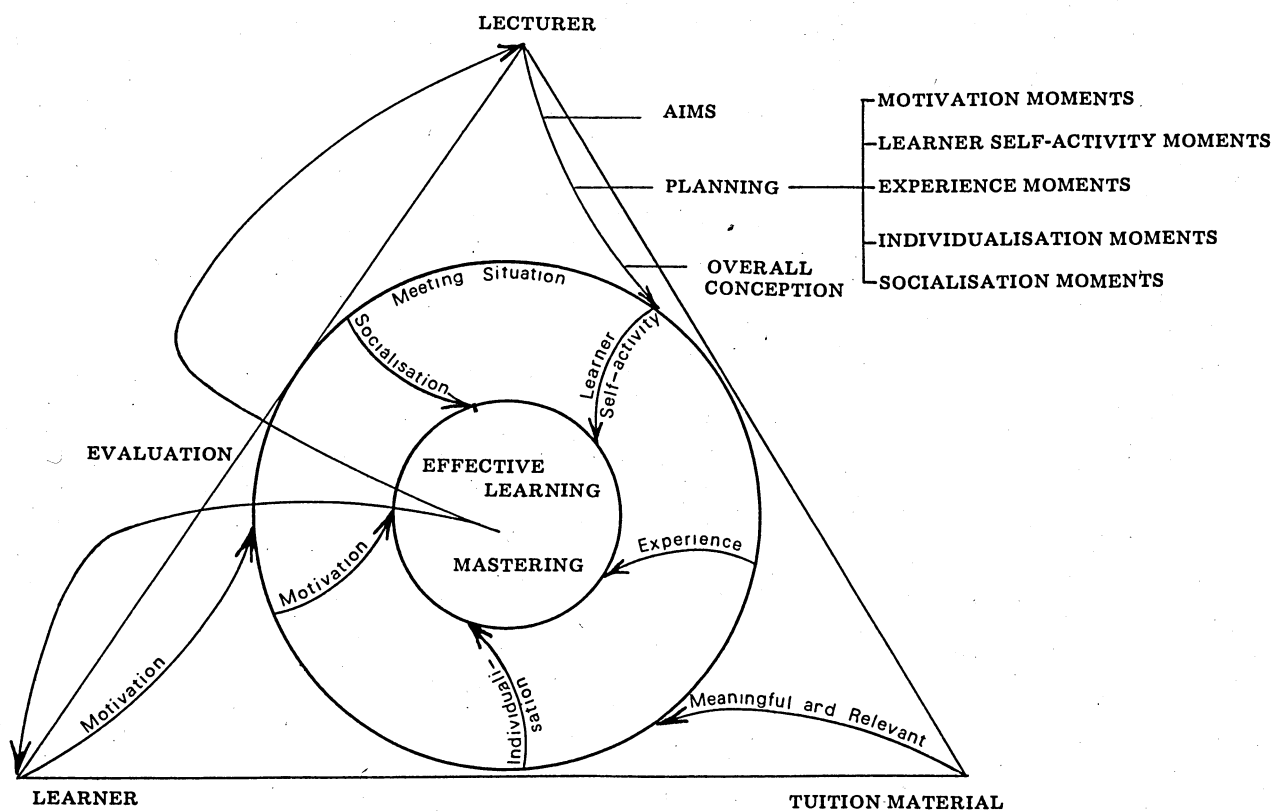 LECTURER
AIMS
PLANNING
OVERALL
CONCEPTION
MOTIVATION MOMENTS
LEARNER SELF-ACTIVITY MOMENTS
EXPERIENCE MOMENTS
INDIVIDUALISATION MOMENTS
SOCIALISATION MOMENTS
Meeting Situation
Socialisation
Learner
Self-activity
EVALUATION
EFFECTIVE
LEARNING
MASTERING
Experience
Motivation
Individuali-
sation
Motivation
Meaningful and Relevant
LEARNER
TUITION MATERIAL